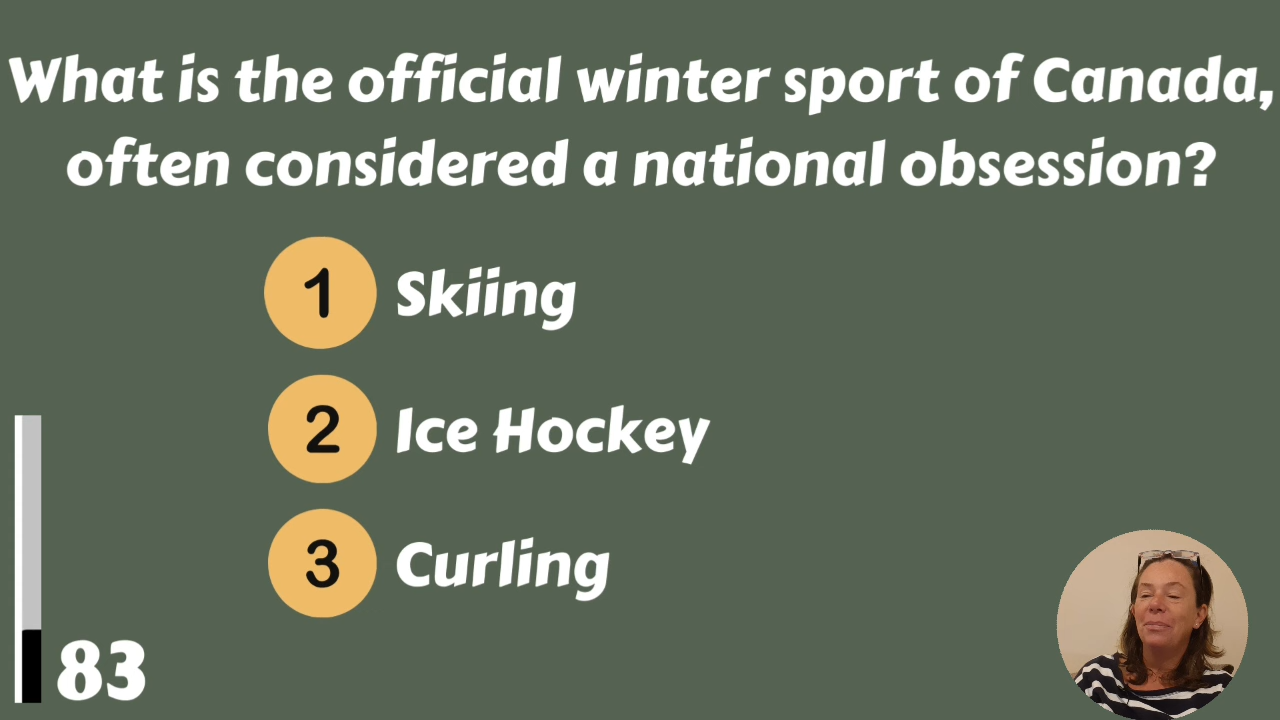 What is the official winter sport of Canada,
often considered a national obsession?
1 Skiing
2 Ice Hockey
3 Curling
83